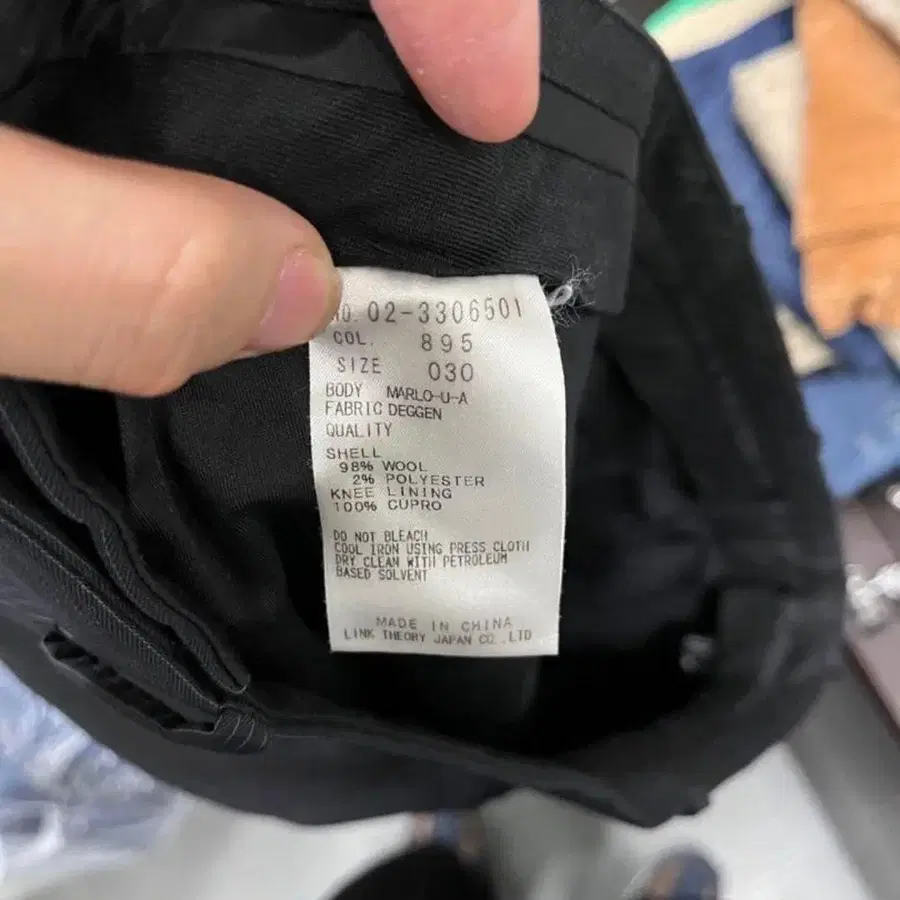 NO. 02-3306501
COL. 895
SIZE 030
BODY MARLO-U-A
FABRIC DEGGEN
QUALITY
SHELL
98% WOOL
2% POLYESTER
KNEE LINING
100% CUPRO
DO NOT BLEACH
COOL IRON USING PRESS CLOTH
DRY CLEAN WITH PETROLEUM
BASED SOLVENT
MADE IN CHINA
LINK THEORY JAPAN CO.,LTD